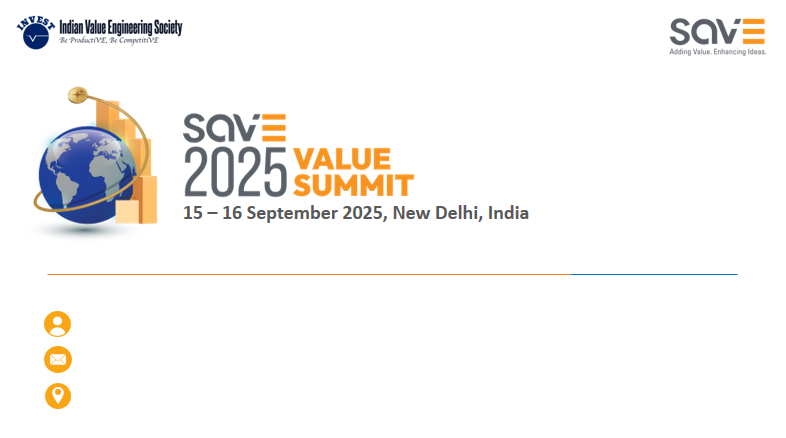 INVEST
Indian Value Engineering Society
Be ProductiVE, Be CompetitiVE
SAVE
Adding Value. Enhancing Ideas.
SAVE
2025 VALUE SUMMIT
15 – 16 September 2025, New Delhi, India